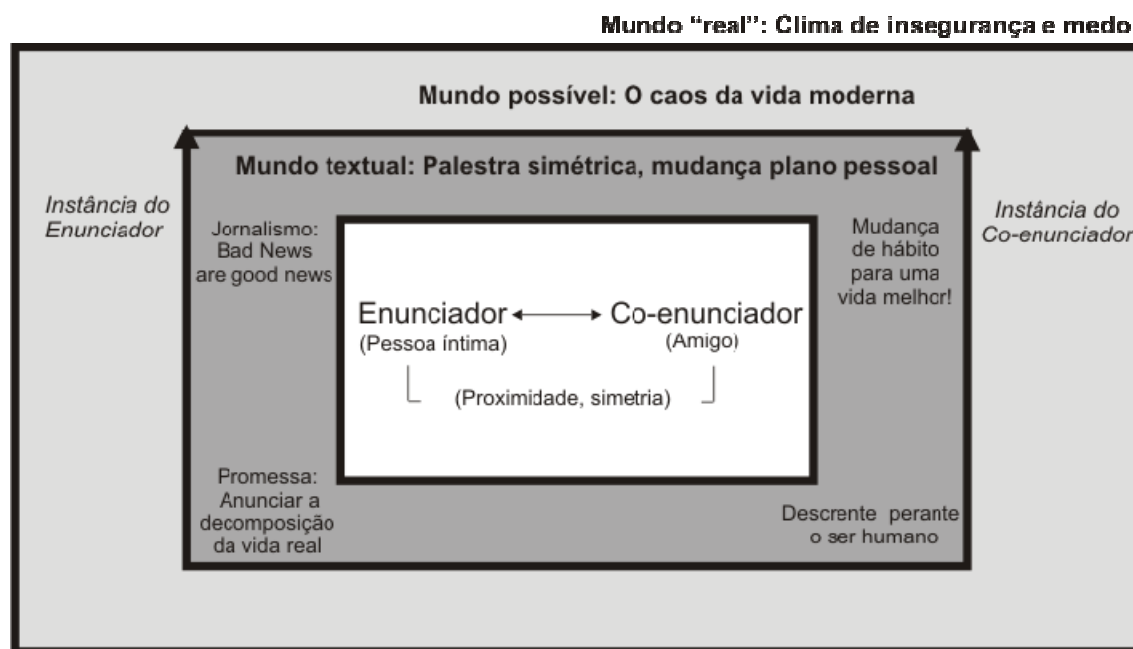 Mundo “real”: Clima de insegurança e medo
Mundo possível: O caos da vida moderna
Mundo textual: Palestra simétrica, mudança plano pessoal
Instância do
Enunciador
Jornalismo:
Bad News
are good news
Mudança
de hábito
para uma
vida melhor!
Instância do
Co-enunciador
Enunciador
(Pessoa íntima)
Co-enunciador
(Amigo)
(Proximidade, simetria)
Promessa:
Anunciar a
decomposição
da vida real
Descrente perante
o ser humano